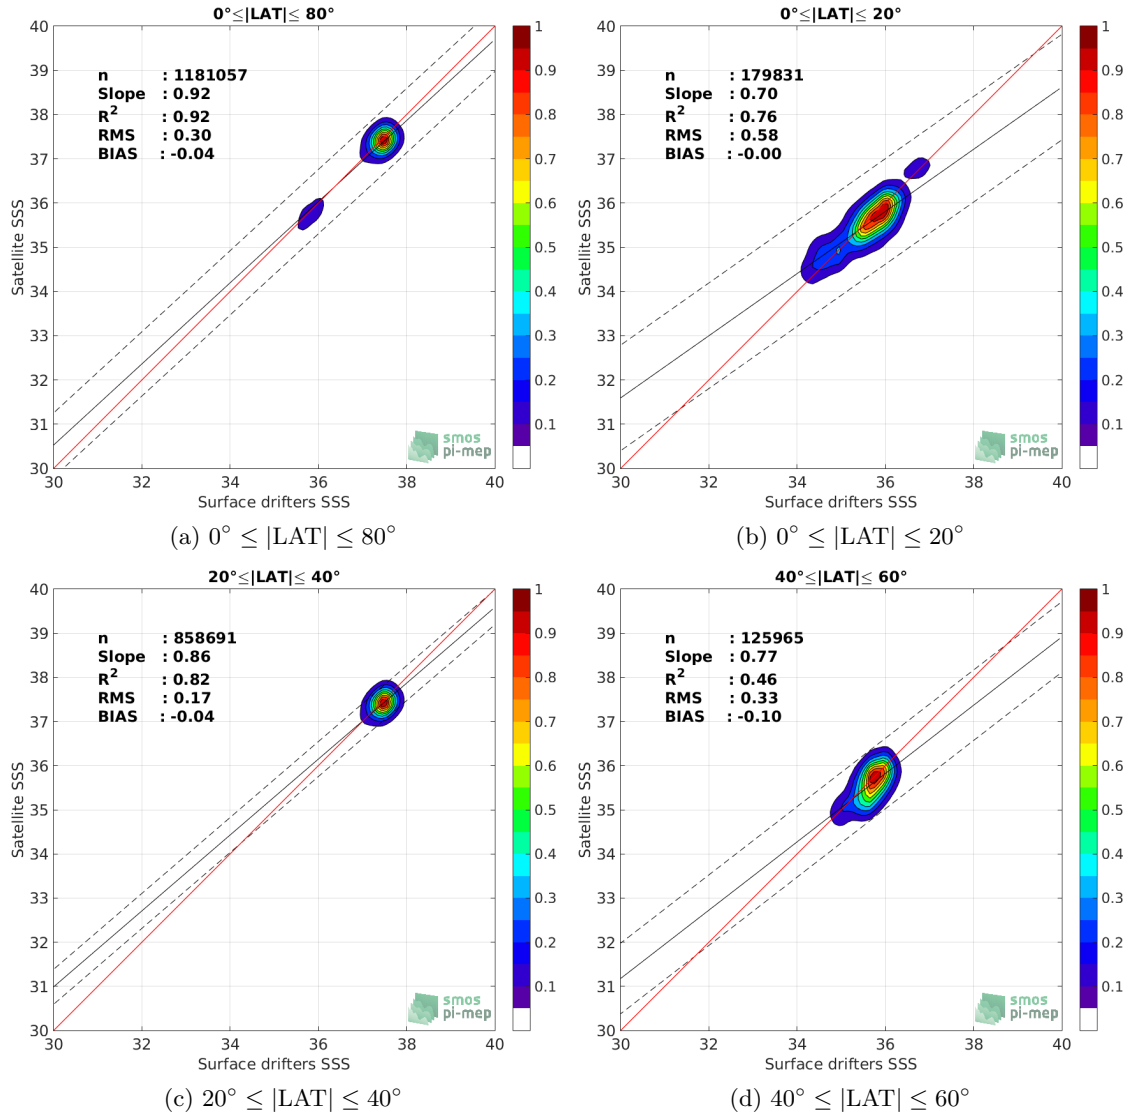 0°≤|LAT|≤ 80°
n : 1181057
Slope : 0.92
R2 : 0.92
RMS : 0.30
BIAS : -0.04
Satellite SSS
40
39
38
37
36
35
34
33
32
31
30
30 32 34 36 38 40
Surface drifters SSS
smos
pi-mep
1
0.9
0.8
0.7
0.6
0.5
0.4
0.3
0.2
0.1
(a) 0° ≤ |LAT| ≤ 80°
0°≤|LAT|≤ 20°
n : 179831
Slope : 0.70
R2 : 0.76
RMS : 0.58
BIAS : -0.00
Satellite SSS
40
39
38
37
36
35
34
33
32
31
30
30 32 34 36 38 40
Surface drifters SSS
smos
pi-mep
1
0.9
0.8
0.7
0.6
0.5
0.4
0.3
0.2
0.1
(b) 0° ≤ |LAT| ≤ 20°
20°≤|LAT|≤ 40°
n : 858691
Slope : 0.86
R2 : 0.82
RMS : 0.17
BIAS : -0.04
Satellite SSS
40
39
38
37
36
35
34
33
32
31
30
30 32 34 36 38 40
Surface drifters SSS
smos
pi-mep
1
0.9
0.8
0.7
0.6
0.5
0.4
0.3
0.2
0.1
(c) 20° ≤ |LAT| ≤ 40°
40°≤|LAT|≤ 60°
n : 125965
Slope : 0.77
R2 : 0.46
RMS : 0.33
BIAS : -0.10
Satellite SSS
40
39
38
37
36
35
34
33
32
31
30
30 32 34 36 38 40
Surface drifters SSS
smos
pi-mep
1
0.9
0.8
0.7
0.6
0.5
0.4
0.3
0.2
0.1
(d) 40° ≤ |LAT| ≤ 60°